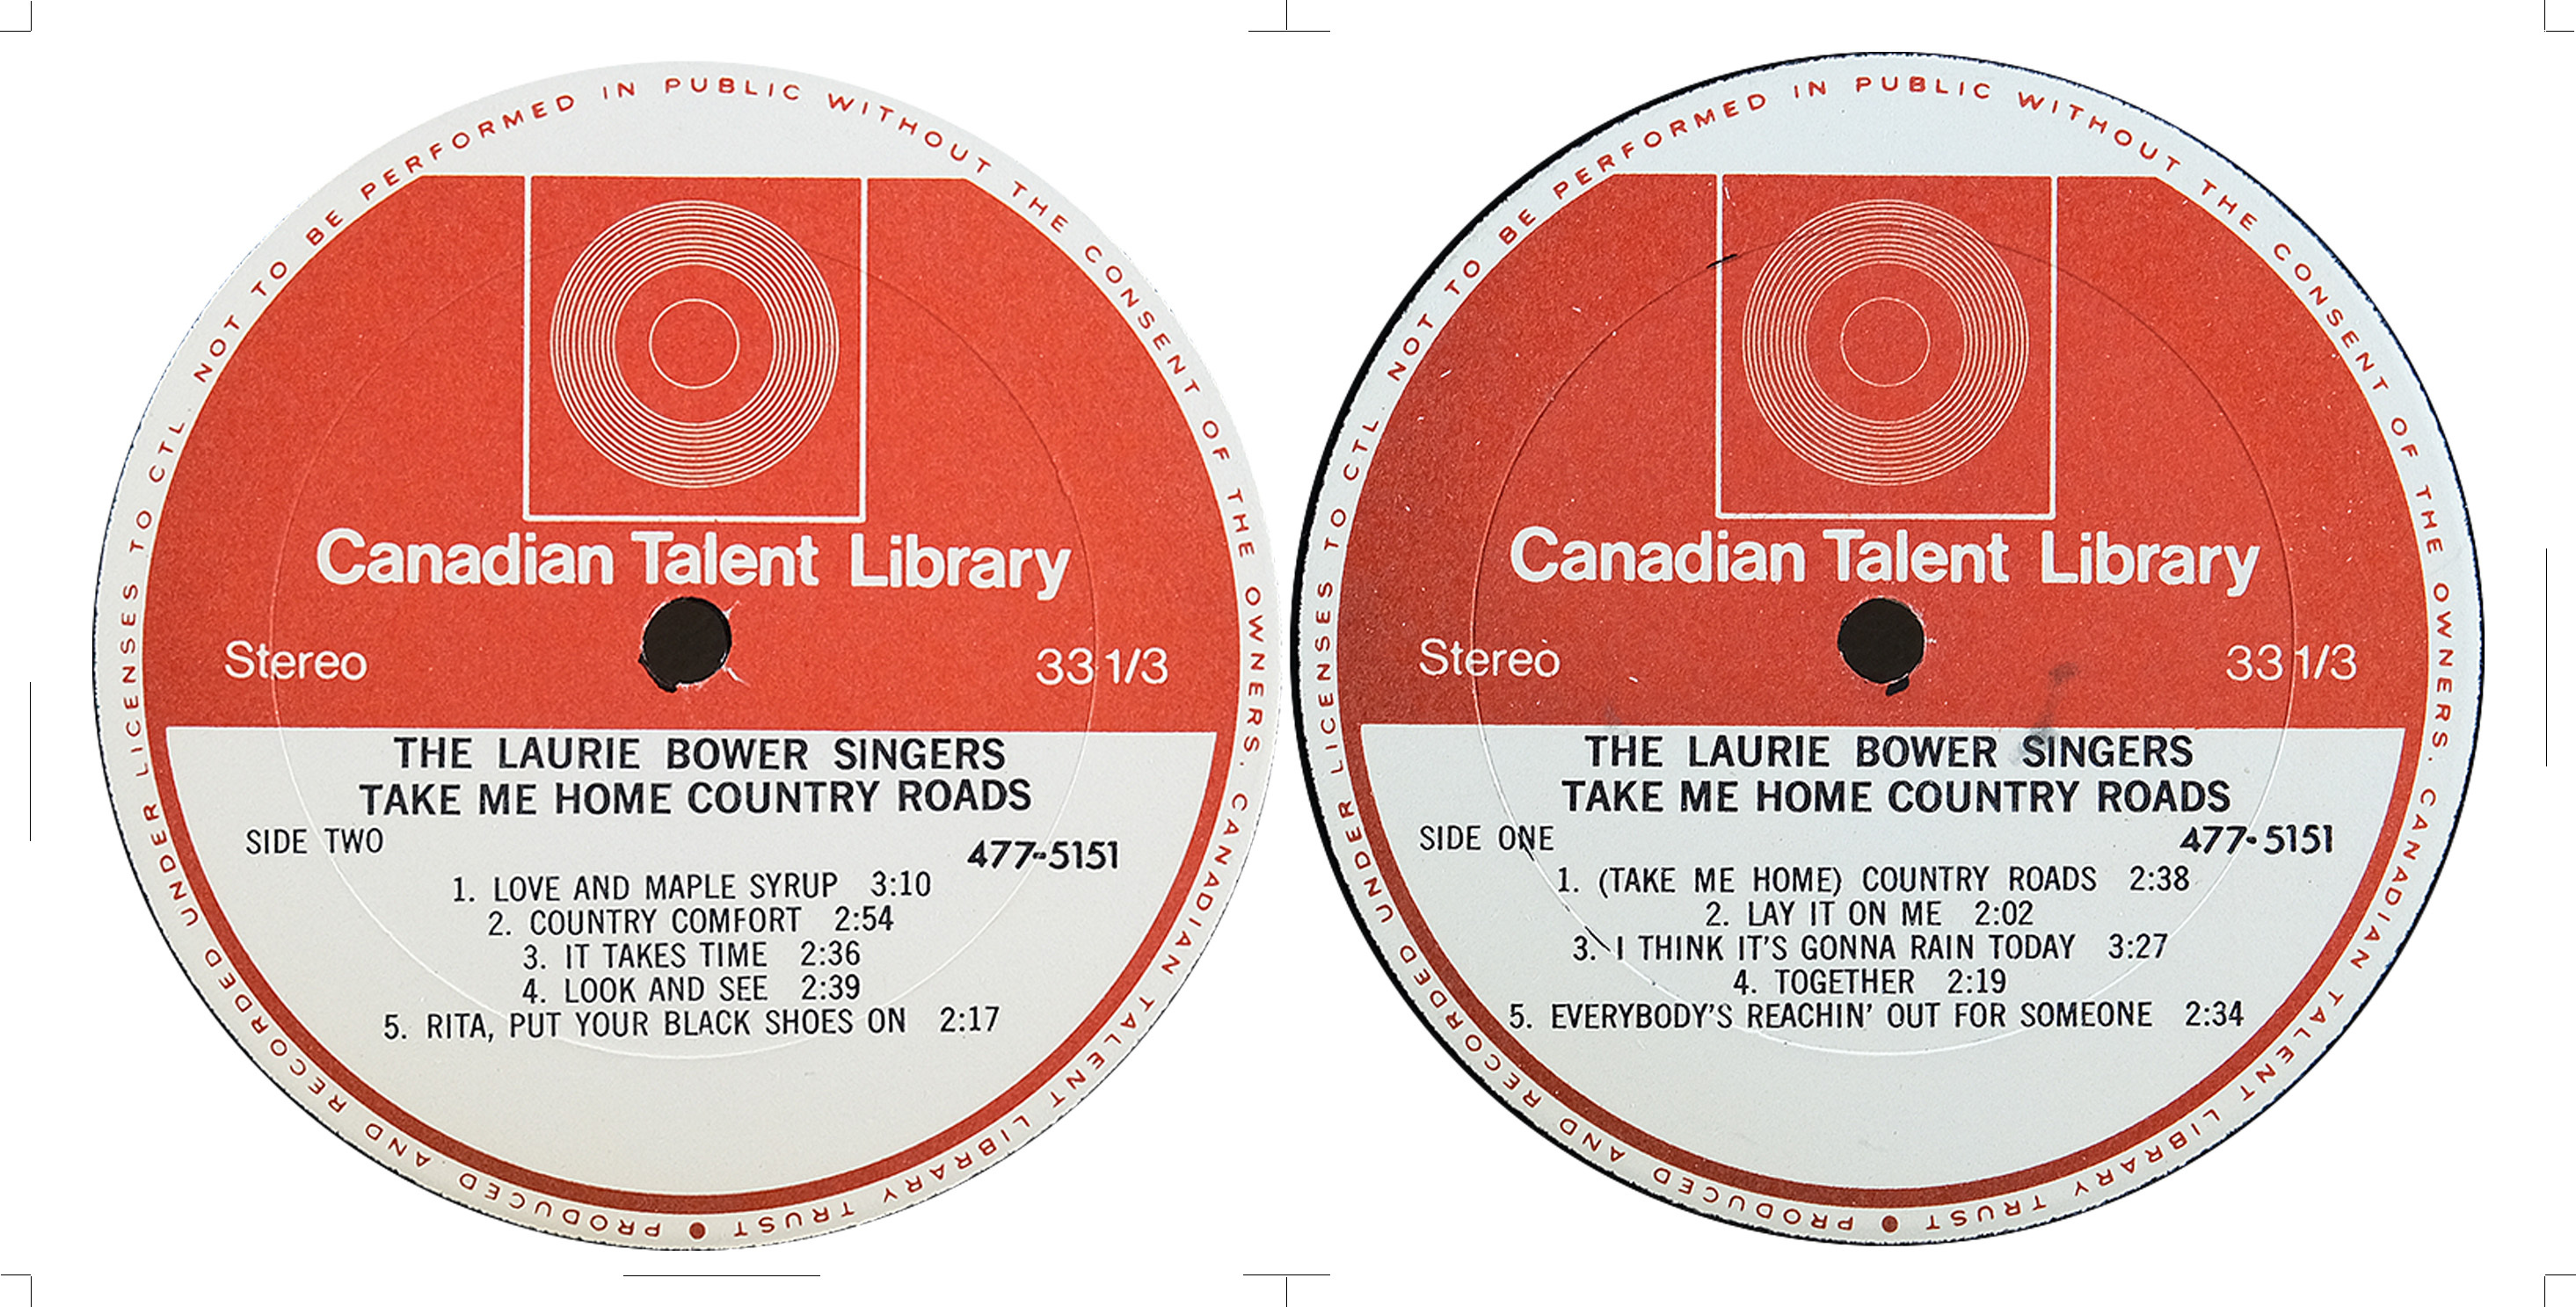 PRODUCED AND RECORDED UNDER LICENSES TO CTL. NOT TO BE PERFORMED IN PUBLIC WITHOUT THE CONSENT OF THE OWNERS. CANADIAN TALENT LIBRARY TRUST
Canadian Talent Library
Stereo 33 1/3
THE LAURIE BOWER SINGERS
TAKE ME HOME COUNTRY ROADS
SIDE TWO
477-5151
1. LOVE AND MAPLE SYRUP 3:10
2. COUNTRY COMFORT 2:54
3. IT TAKES TIME 2:36
4. LOOK AND SEE 2:39
5. RITA, PUT YOUR BLACK SHOES ON 2:17
PRODUCED AND RECORDED UNDER LICENSES TO CTL. NOT TO BE PERFORMED IN PUBLIC WITHOUT THE CONSENT OF THE OWNERS. CANADIAN TALENT LIBRARY TRUST
Canadian Talent Library
Stereo 33 1/3
THE LAURIE BOWER SINGERS
TAKE ME HOME COUNTRY ROADS
SIDE ONE 477-5151
1. (TAKE ME HOME) COUNTRY ROADS 2:38
2. LAY IT ON ME 2:02
3. I THINK IT'S GONNA RAIN TODAY 3:27
4. TOGETHER 2:19
5. EVERYBODY'S REACHIN' OUT FOR SOMEONE 2:34